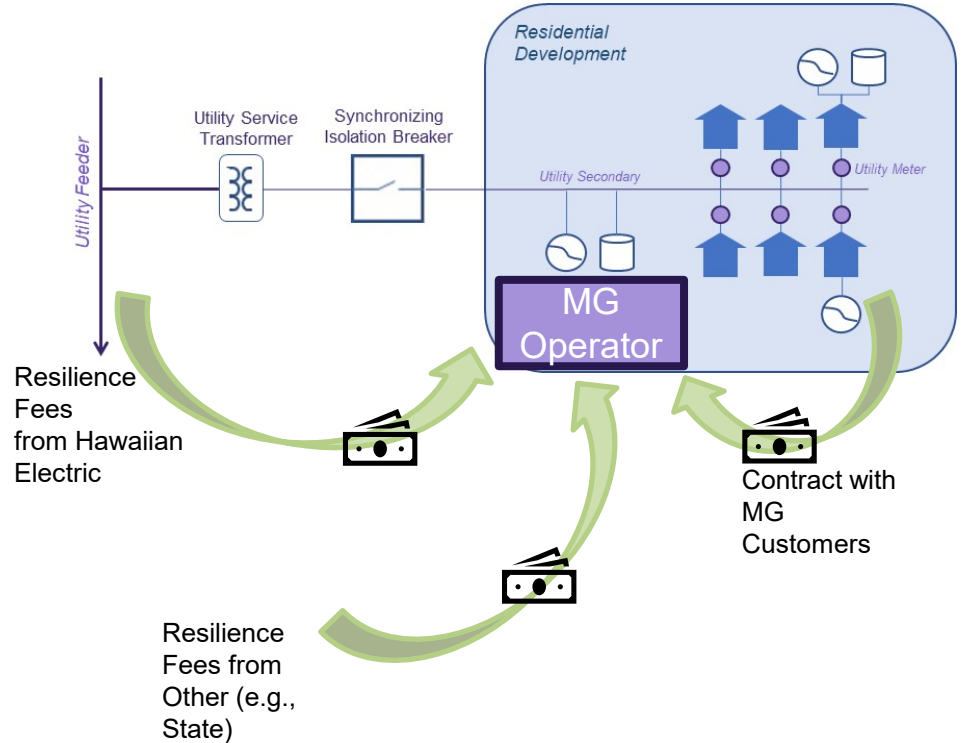 Residential
Development
Utility Service
Transformer
Synchronizing
Isolation Breaker
Utility Feeder
Utility Secondary
Utility Meter
MG
Operator
Resilience
Fees
from Hawaiian
Electric
Contract with
MG
Customers
Resilience
Fees from
Other (e.g.,
State)